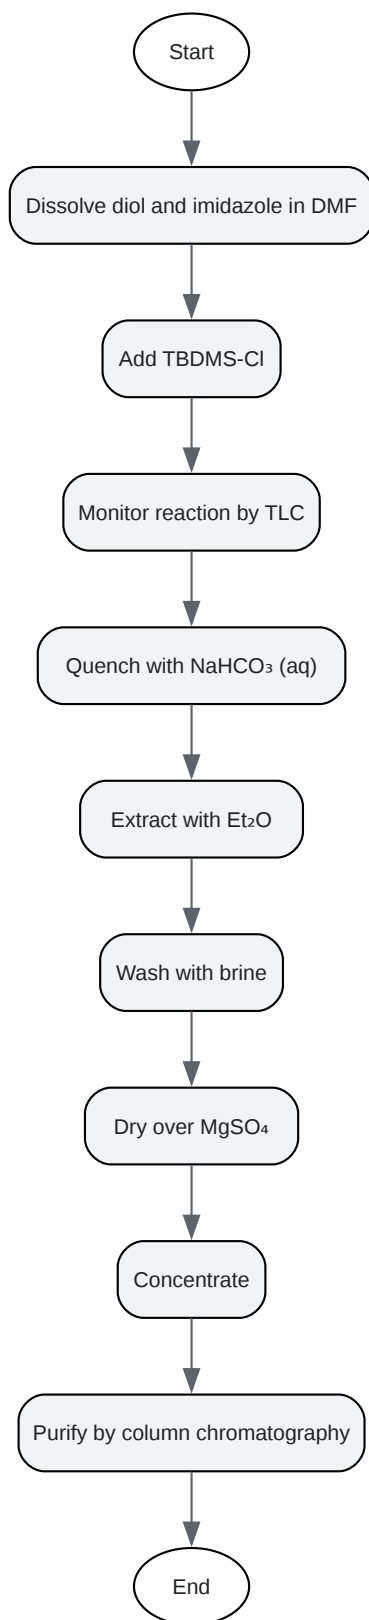 Start
Dissolve diol and imidazole in DMF
Add TBDMS-Cl
Monitor reaction by TLC
Quench with NaHCO₃ (aq)
Extract with Et₂O
Wash with brine
Dry over MgSO₄
Concentrate
Purify by column chromatography
End